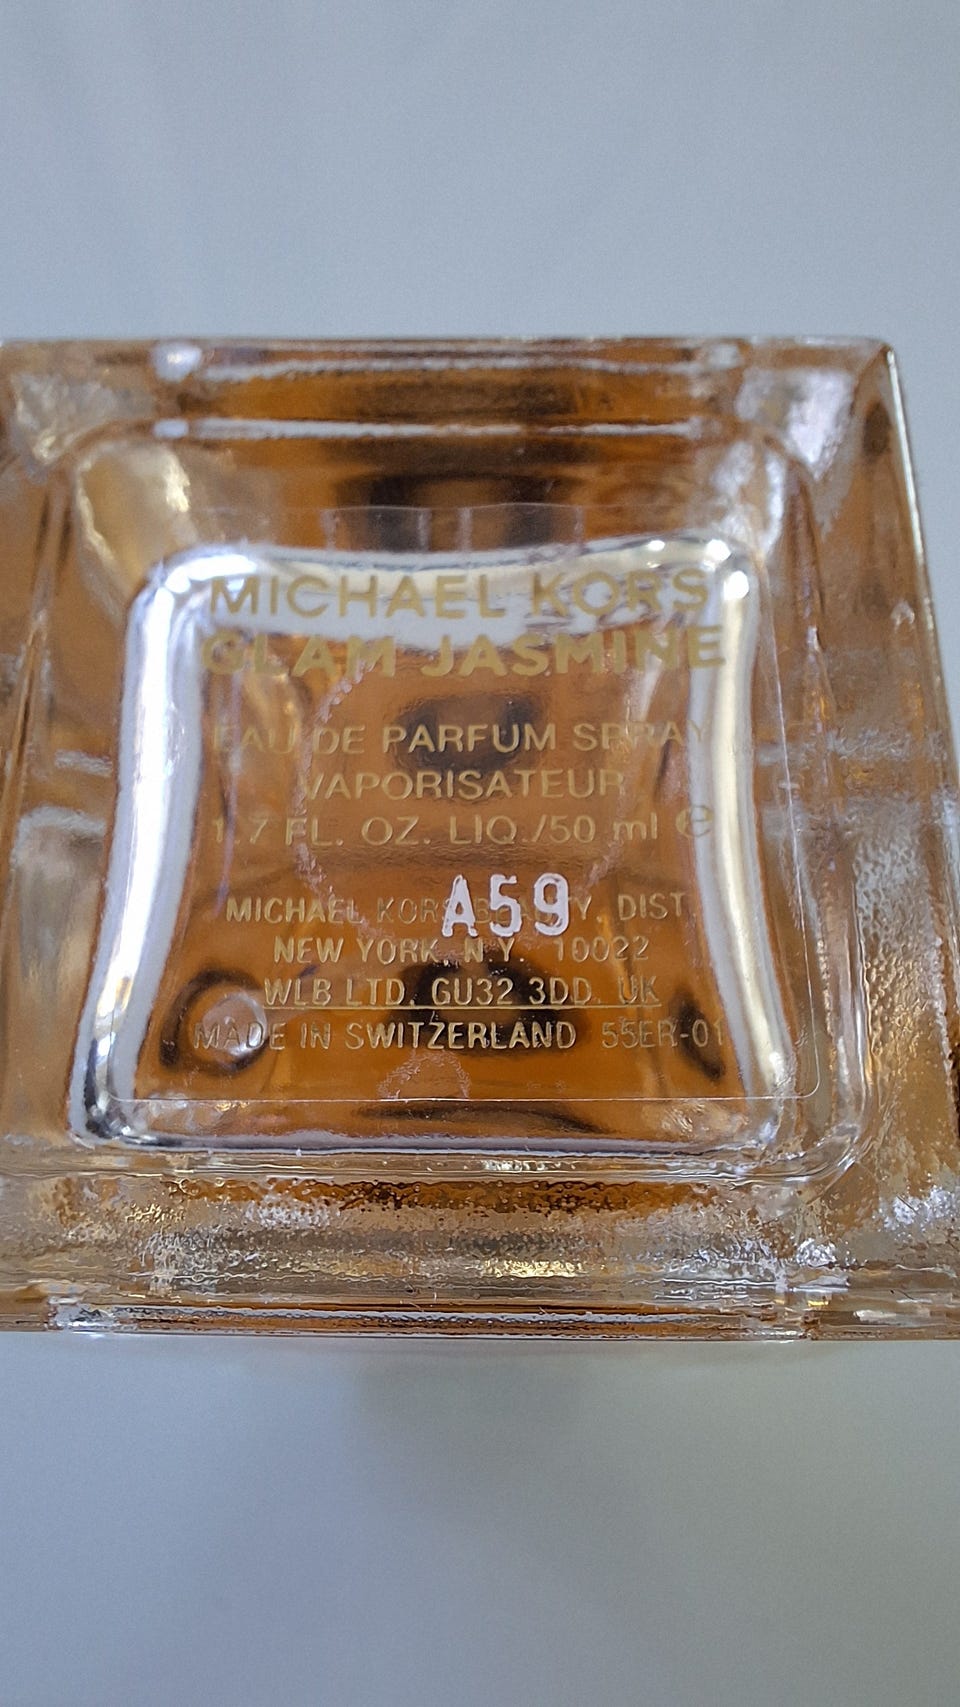 MICHAEL KORS
GLAM JASMINE
EAU DE PARFUM SPRAY
VAPORISATEUR
1.7 FL. OZ. LIQ./50 ml e
A59
MICHAEL KORS BEAUTY, DIST.
NEW YORK, N.Y. 10022
WLB LTD. GU32 3DD. UK
MADE IN SWITZERLAND 55ER-01